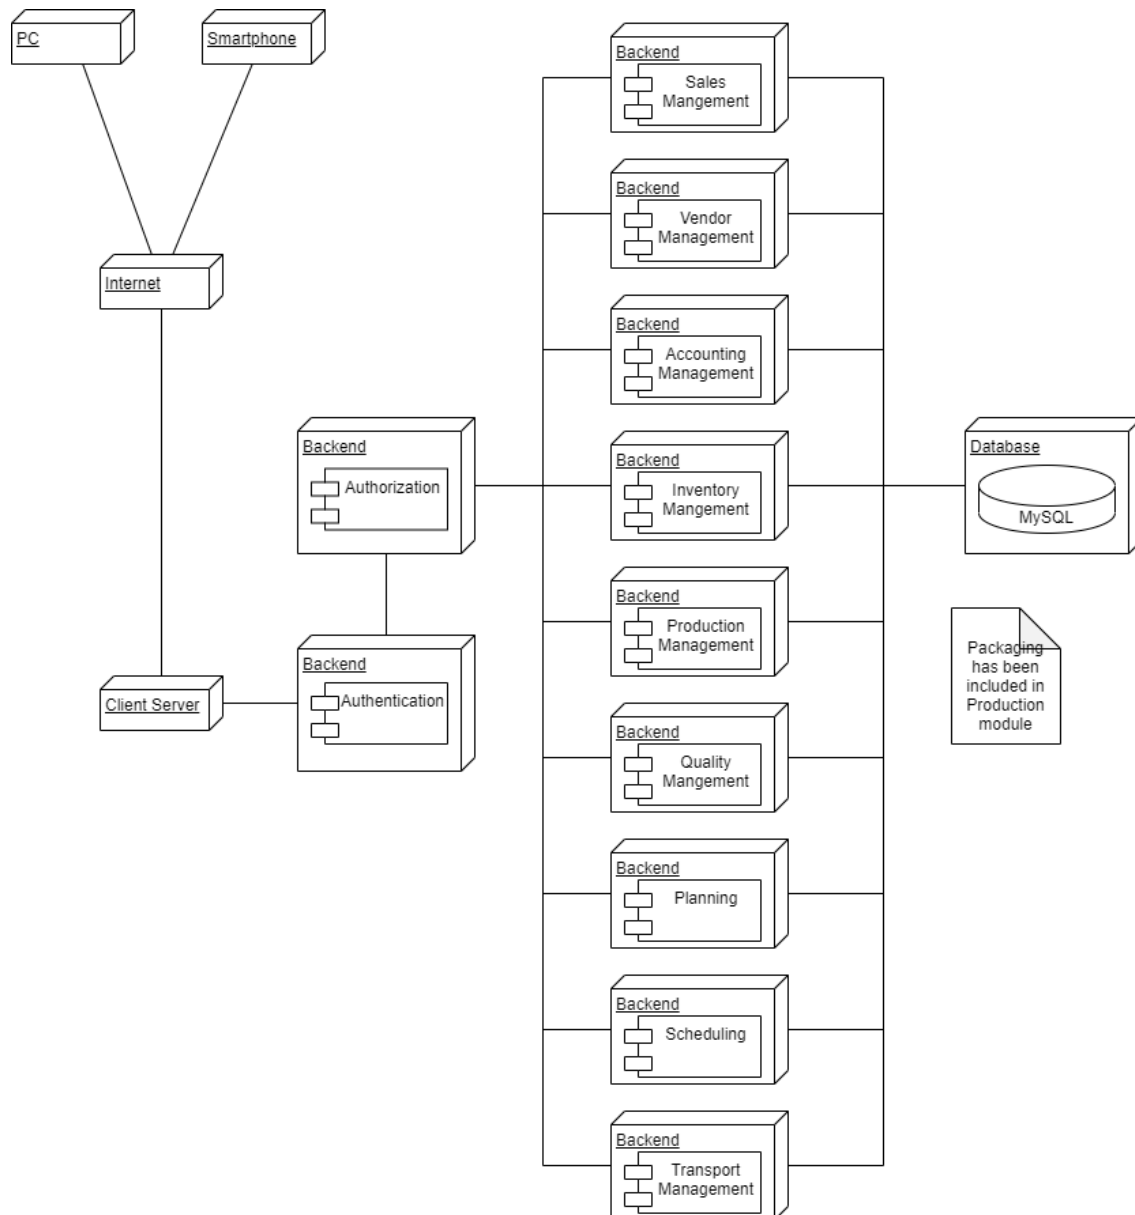 PC
Smartphone
Internet
Client Server
Backend
Authorization
Backend
Authentication
Backend
Sales
Mangement
Backend
Vendor
Management
Backend
Accounting
Management
Backend
Inventory
Mangement
Backend
Production
Management
Backend
Quality
Mangement
Backend
Planning
Backend
Scheduling
Backend
Transport
Management
Database
MySQL
Packaging
has been
included in
Production
module